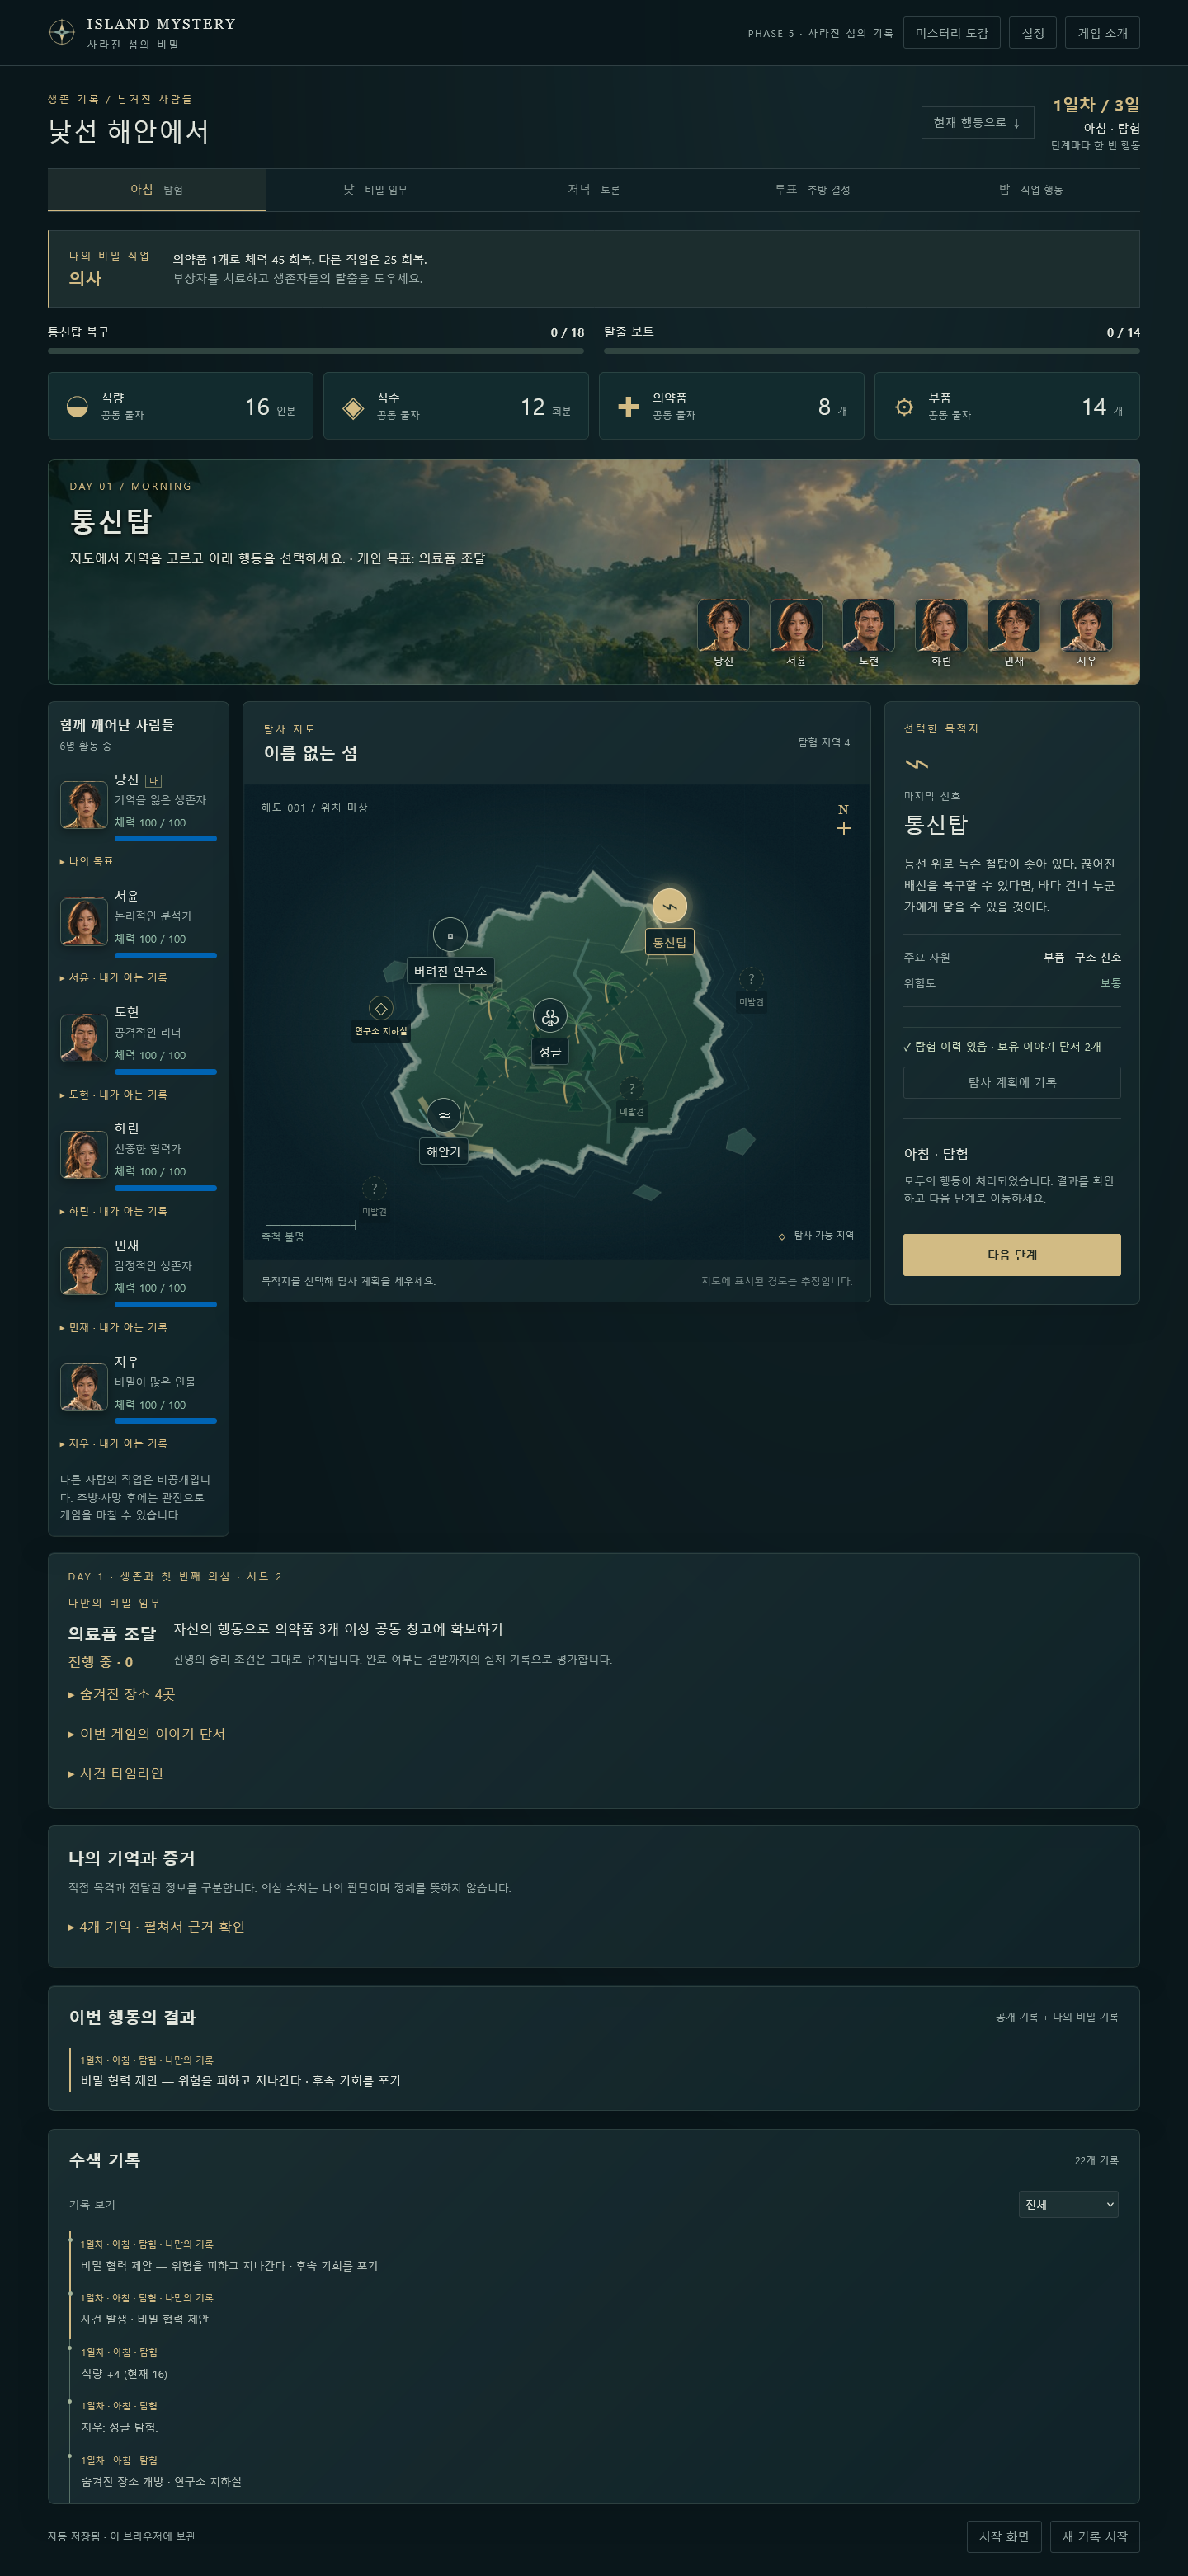 ISLAND MYSTERY
사라진 섬의 비밀
PHASE 5 · 사라진 섬의 기록
미스터리 도감
설정
게임 소개
생존 기록 / 남겨진 사람들
낯선 해안에서
현재 행동으로 ↓
1일차 / 3일
아침 · 탐험
단계마다 한 번 행동
아침 탐험
낮 비밀 임무
저녁 토론
투표 추방 결정
밤 직업 행동
나의 비밀 직업
의사
의약품 1개로 체력 45 회복. 다른 직업은 25 회복.
부상자를 치료하고 생존자들의 탈출을 도우세요.
통신탑 복구 0 / 18
탈출 보트 0 / 14
식량
공동 물자
16 인분
식수
공동 물자
12 회분
의약품
공동 물자
8 개
부품
공동 물자
14 개
DAY 01 / MORNING
통신탑
지도에서 지역을 고르고 아래 행동을 선택하세요. · 개인 목표: 의료품 조달
당신
서윤
도현
하린
민재
지우
함께 깨어난 사람들
6명 활동 중
당신 나
기억을 잃은 생존자
체력 100 / 100
▸ 나의 목표
서윤
논리적인 분석가
체력 100 / 100
▸ 서윤 · 내가 아는 기록
도현
공격적인 리더
체력 100 / 100
▸ 도현 · 내가 아는 기록
하린
신중한 협력가
체력 100 / 100
▸ 하린 · 내가 아는 기록
민재
감정적인 생존자
체력 100 / 100
▸ 민재 · 내가 아는 기록
지우
비밀이 많은 인물
체력 100 / 100
▸ 지우 · 내가 아는 기록
다른 사람의 직업은 비공개입니
다. 추방·사망 후에는 관전으로
게임을 마칠 수 있습니다.
탐사 지도
이름 없는 섬
탐험 지역 4
해도 001 / 위치 미상
N
통신탑
버려진 연구소
?
미발견
연구소 지하실
정글
?
미발견
해안가
?
미발견
축척 불명
◇ 탐사 가능 지역
목적지를 선택해 탐사 계획을 세우세요.
지도에 표시된 경로는 추정입니다.
선택한 목적지
마지막 신호
통신탑
능선 위로 녹슨 철탑이 솟아 있다. 끊어진
배선을 복구할 수 있다면, 바다 건너 누군
가에게 닿을 수 있을 것이다.
주요 자원 부품 · 구조 신호
위험도 보통
✓ 탐험 이력 있음 · 보유 이야기 단서 2개
탐사 계획에 기록
아침 · 탐험
모두의 행동이 처리되었습니다. 결과를 확인
하고 다음 단계로 이동하세요.
다음 단계
DAY 1 · 생존과 첫 번째 의심 · 시드 2
나만의 비밀 임무
의료품 조달
진행 중 · 0
자신의 행동으로 의약품 3개 이상 공동 창고에 확보하기
진영의 승리 조건은 그대로 유지됩니다. 완료 여부는 결말까지의 실제 기록으로 평가합니다.
▸ 숨겨진 장소 4곳
▸ 이번 게임의 이야기 단서
▸ 사건 타임라인
나의 기억과 증거
직접 목격과 전달된 정보를 구분합니다. 의심 수치는 나의 판단이며 정체를 뜻하지 않습니다.
▸ 4개 기억 · 펼쳐서 근거 확인
이번 행동의 결과
공개 기록 + 나의 비밀 기록
1일차 · 아침 · 탐험 · 나만의 기록
비밀 협력 제안 — 위험을 피하고 지나간다 · 후속 기회를 포기
수색 기록
22개 기록
기록 보기
전체
1일차 · 아침 · 탐험 · 나만의 기록
비밀 협력 제안 — 위험을 피하고 지나간다 · 후속 기회를 포기
1일차 · 아침 · 탐험 · 나만의 기록
사건 발생 · 비밀 협력 제안
1일차 · 아침 · 탐험
식량 +4 (현재 16)
1일차 · 아침 · 탐험
지우: 정글 탐험.
1일차 · 아침 · 탐험
숨겨진 장소 개방 · 연구소 지하실
자동 저장됨 · 이 브라우저에 보관
시작 화면
새 기록 시작